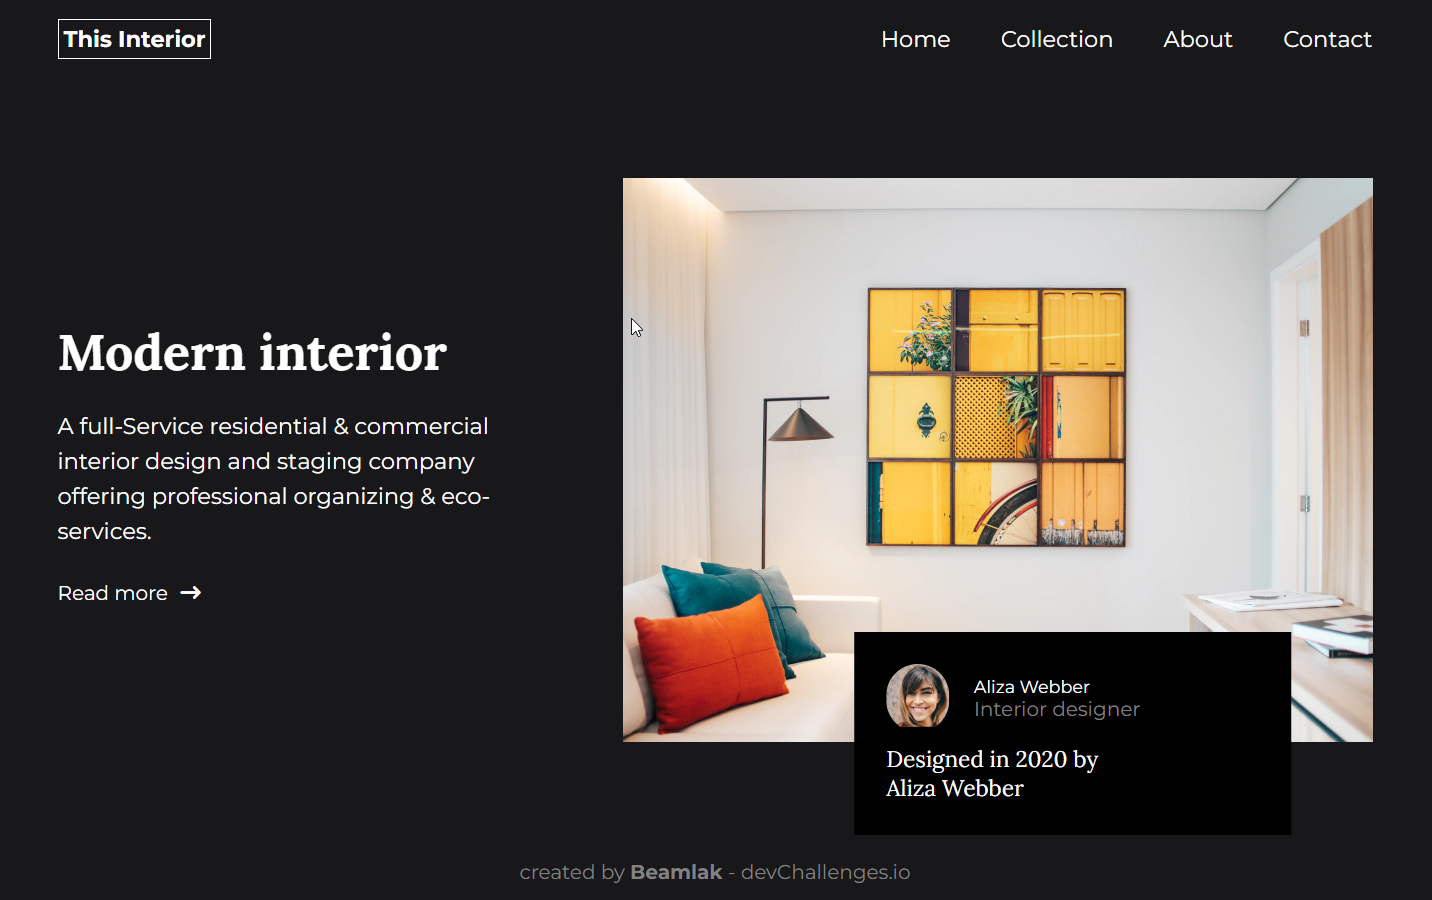 This Interior
Home Collection About Contact
Modern interior
A full-Service residential & commercial
interior design and staging company
offering professional organizing & eco-
services.
Read more →
Aliza Webber
Interior designer
Designed in 2020 by
Aliza Webber
created by Beamlak - devChallenges.io